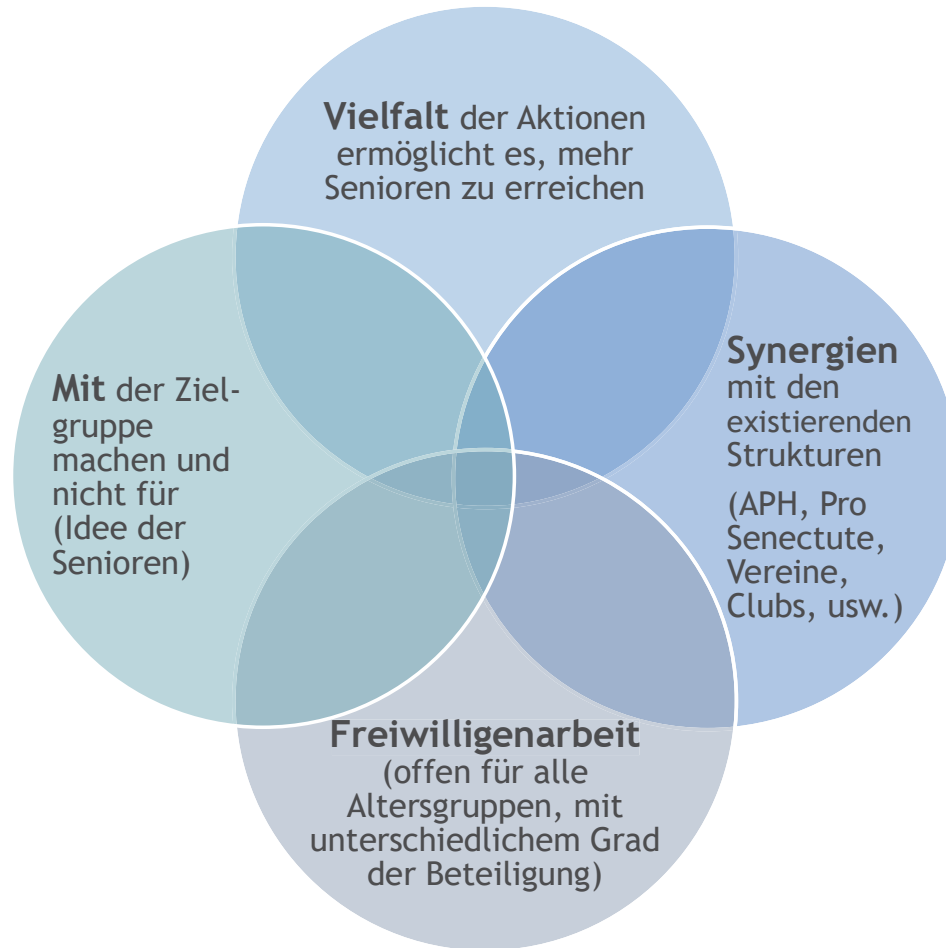 Vielfalt der Aktionen
ermöglicht es, mehr
Senioren zu erreichen
Mit der Ziel-
gruppe
machen und
nicht für
(Idee der
Senioren)
Synergien
mit den
existierenden
Strukturen
(APH, Pro
Senectute,
Vereine,
Clubs, usw.)
Freiwilligenarbeit
(offen für alle
Altersgruppen, mit
unterschiedlichem Grad
der Beteiligung)